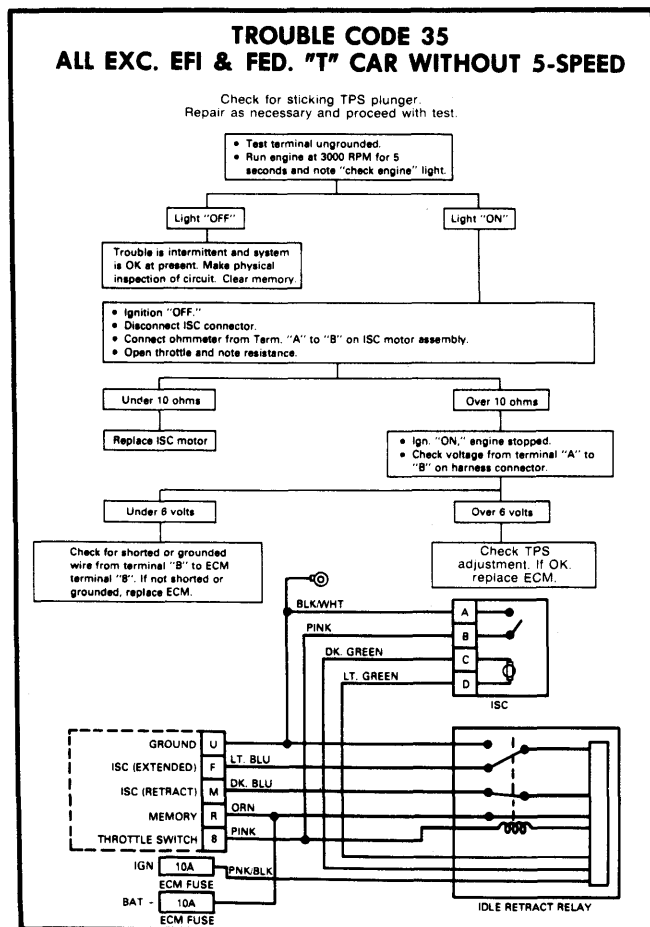 TROUBLE CODE 35
ALL EXC. EFI & FED. "T" CAR WITHOUT 5-SPEED
Check for sticking TPS plunger.
Repair as necessary and proceed with test.
• Test terminal ungrounded.
• Run engine at 3000 RPM for 5
seconds and note "check engine" light.
Light "OFF"
Light "ON"
Trouble is intermittent and system
is OK at present. Make physical
inspection of circuit. Clear memory.
• Ignition "OFF."
• Disconnect ISC connector.
• Connect ohmmeter from Term. "A" to "B" on ISC motor assembly.
• Open throttle and note resistance.
Under 10 ohms
Over 10 ohms
Replace ISC motor
• Ign. "ON," engine stopped.
• Check voltage from terminal "A" to
"B" on harness connector.
Under 6 volts
Over 6 volts
Check for shorted or grounded
wire from terminal "B" to ECM
terminal "8". If not shorted or
grounded, replace ECM.
Check TPS
adjustment. If OK.
replace ECM.
BLK/WHT
A
PINK
B
DK. GREEN
C
LT. GREEN
D
ISC
GROUND
U
ISC (EXTENDED)
F
LT. BLU
ISC (RETRACT)
M
DK. BLU
MEMORY
R
ORN
THROTTLE SWITCH
8
PINK
IGN
10A
PNK/BLK
ECM FUSE
BAT -
10A
ECM FUSE
IDLE RETRACT RELAY